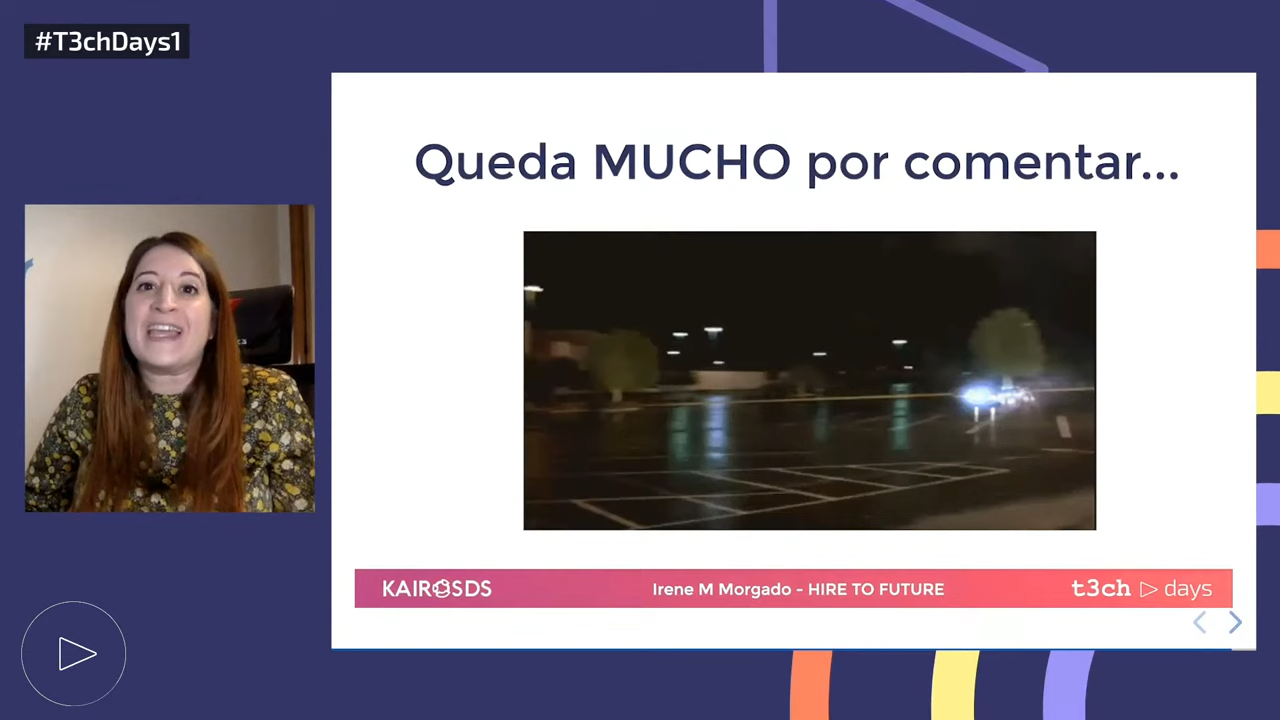 #T3chDays1
Queda MUCHO por comentar...
KAIROSDS
Irene M Morgado - HIRE TO FUTURE
t3ch days